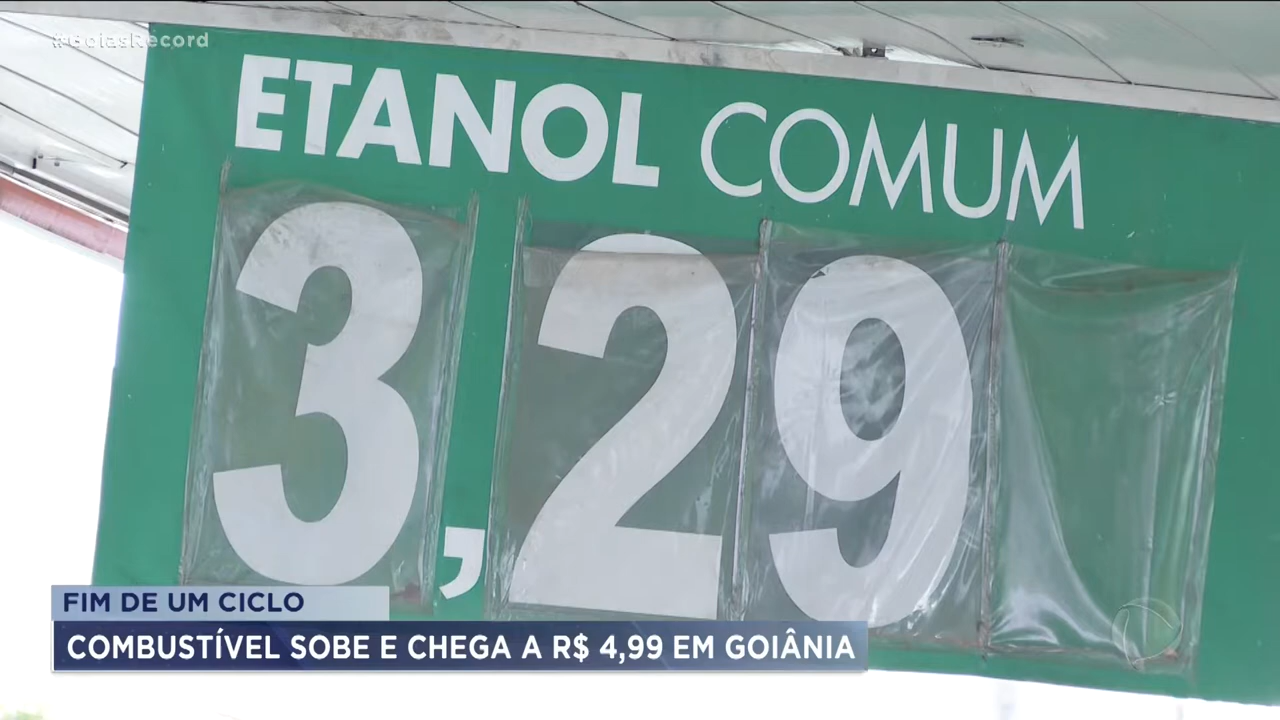 #GoiásRecord
ETANOL COMUM
3,29
FIM DE UM CICLO
COMBUSTÍVEL SOBE E CHEGA A R$ 4,99 EM GOIÂNIA